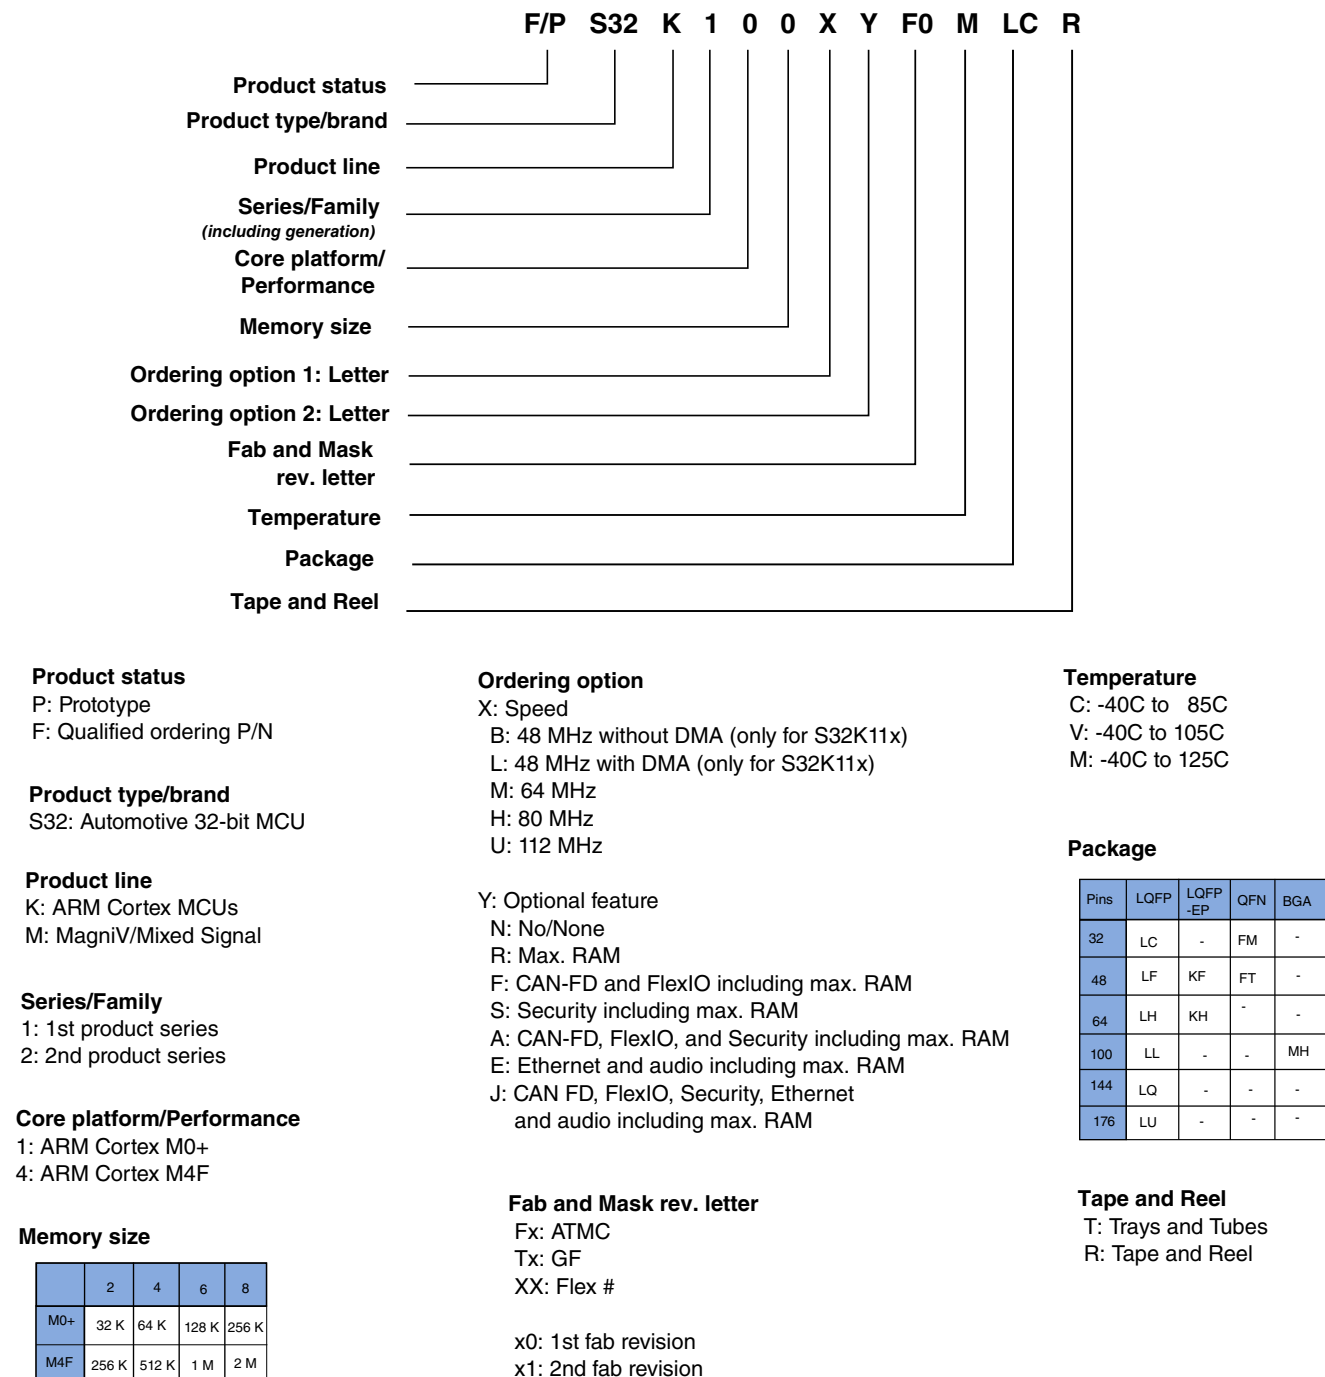 F/P S32 K 1 0 0 X Y F0 M LC R
Product status
Product type/brand
Product line
Series/Family
(including generation)
Core platform/
Performance
Memory size
Ordering option 1: Letter
Ordering option 2: Letter
Fab and Mask
rev. letter
Temperature
Package
Tape and Reel
Product status
P: Prototype
F: Qualified ordering P/N
Product type/brand
S32: Automotive 32-bit MCU
Product line
K: ARM Cortex MCUs
M: MagniV/Mixed Signal
Series/Family
1: 1st product series
2: 2nd product series
Core platform/Performance
1: ARM Cortex M0+
4: ARM Cortex M4F
Memory size
2 4 6 8
M0+ 32 K 64 K 128 K 256 K
M4F 256 K 512 K 1 M 2 M
Ordering option
X: Speed
B: 48 MHz without DMA (only for S32K11x)
L: 48 MHz with DMA (only for S32K11x)
M: 64 MHz
H: 80 MHz
U: 112 MHz
Y: Optional feature
N: No/None
R: Max. RAM
F: CAN-FD and FlexIO including max. RAM
S: Security including max. RAM
A: CAN-FD, FlexIO, and Security including max. RAM
E: Ethernet and audio including max. RAM
J: CAN FD, FlexIO, Security, Ethernet
and audio including max. RAM
Fab and Mask rev. letter
Fx: ATMC
Tx: GF
XX: Flex #
x0: 1st fab revision
x1: 2nd fab revision
Temperature
C: -40C to 85C
V: -40C to 105C
M: -40C to 125C
Package
Pins LQFP LQFP -EP QFN BGA
32 LC - FM -
48 LF KF FT -
64 LH KH - -
100 LL - - MH
144 LQ - - -
176 LU - - -
Tape and Reel
T: Trays and Tubes
R: Tape and Reel